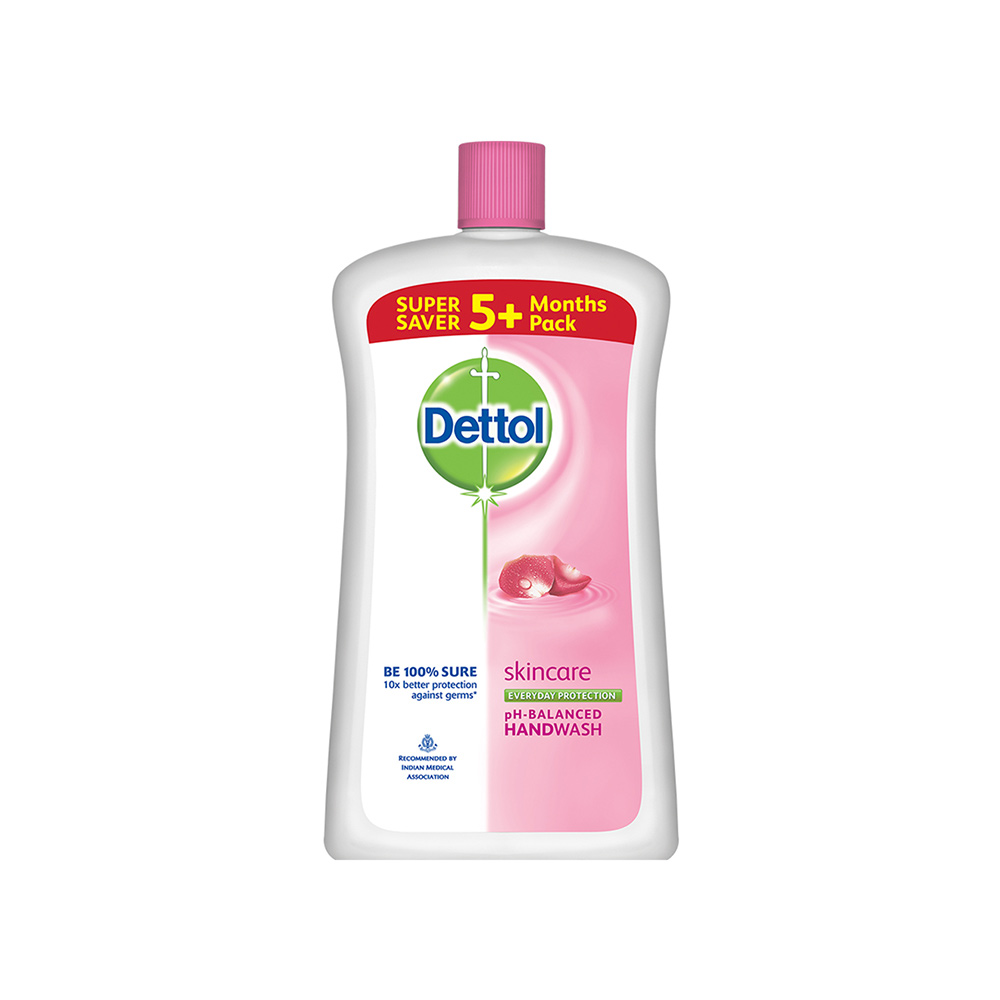 SUPER SAVER 5+ Months Pack
Dettol
BE 100% SURE
10x better protection
against germs*
RECOMMENDED BY
INDIAN MEDICAL
ASSOCIATION
skincare
EVERYDAY PROTECTION
pH-BALANCED
HANDWASH